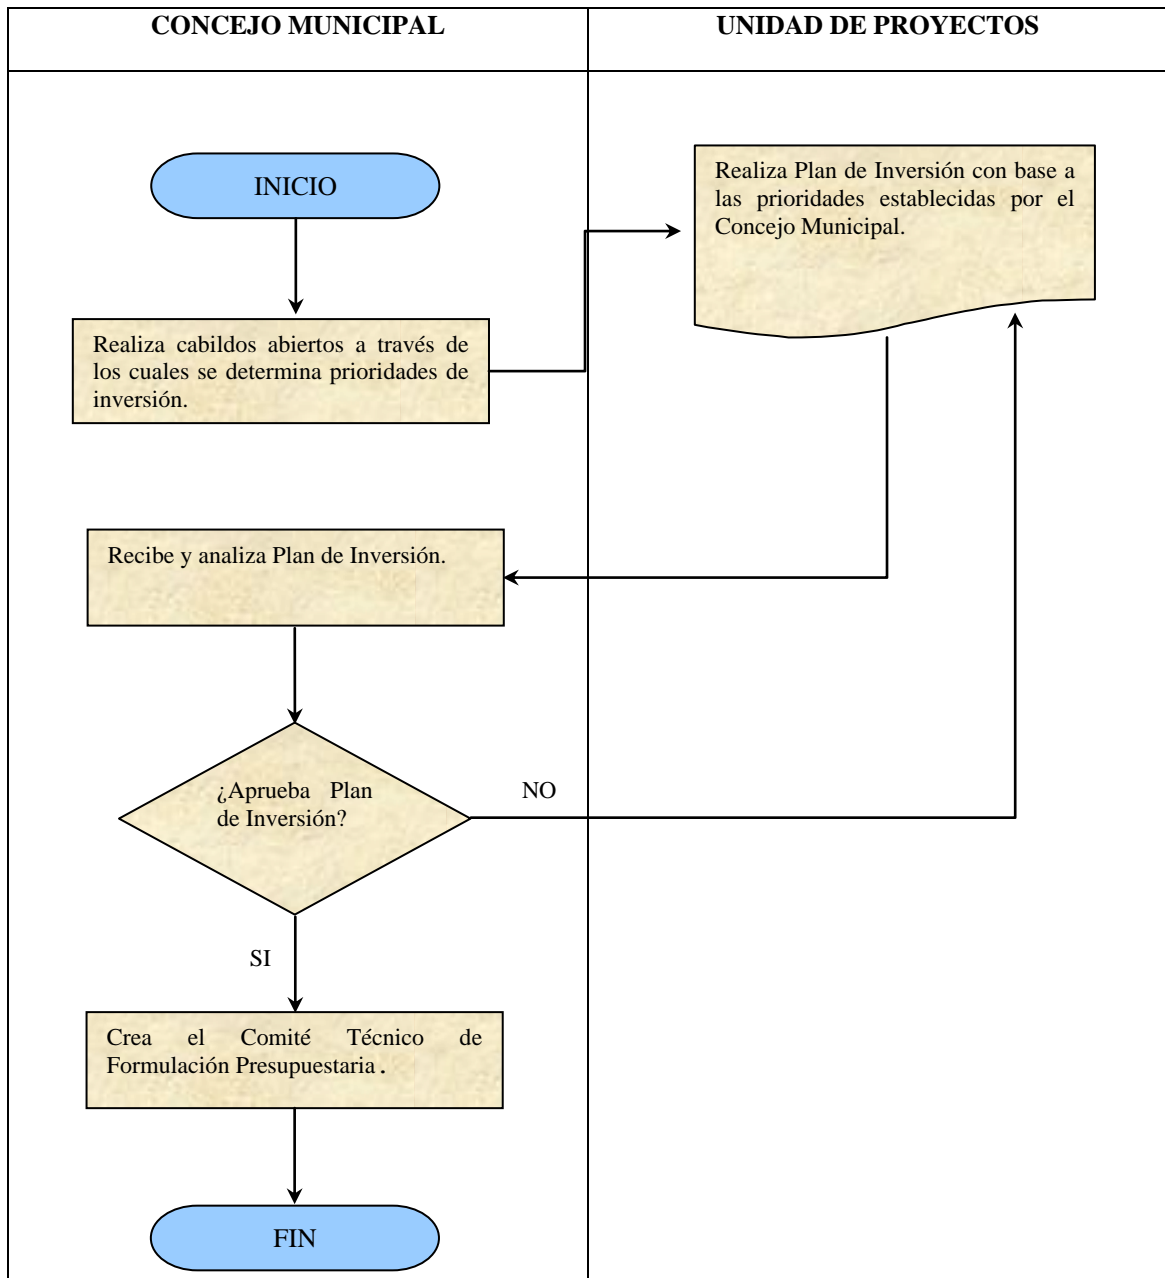 CONCEJO MUNICIPAL
UNIDAD DE PROYECTOS
INICIO
Realiza Plan de Inversión con base a
las prioridades establecidas por el
Concejo Municipal.
Realiza cabildos abiertos a través de
los cuales se determina prioridades de
inversión.
Recibe y analiza Plan de Inversión.
¿Aprueba Plan
de Inversión?
NO
SI
Crea el Comité Técnico de
Formulación Presupuestaria.
FIN